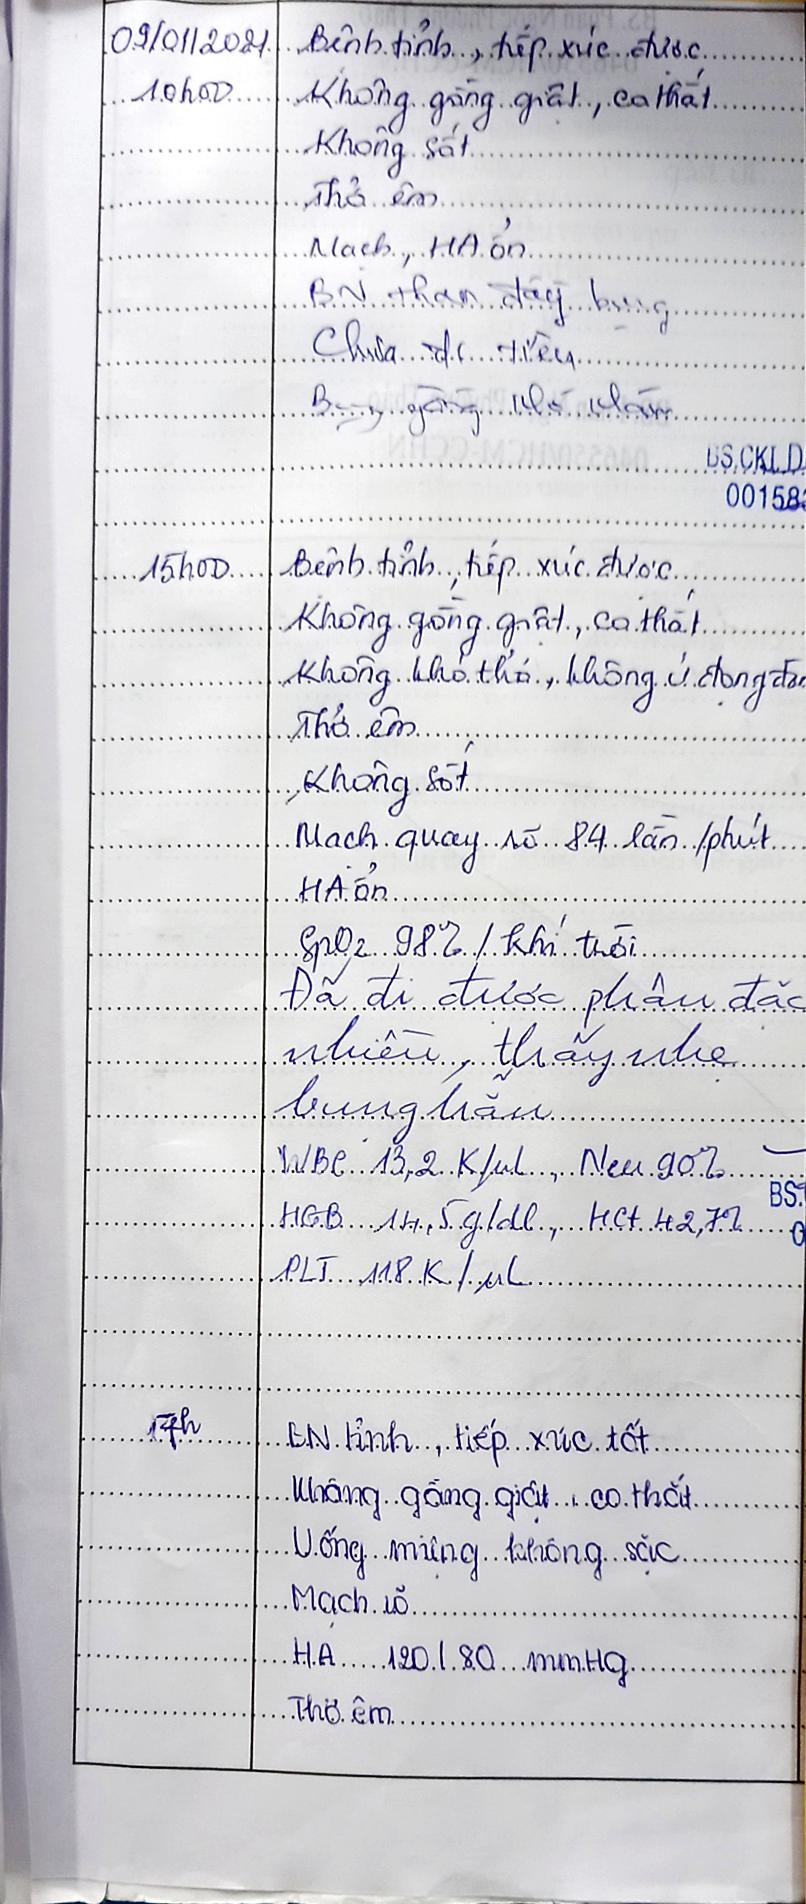 09/01/2021 Bệnh tỉnh, tiếp xúc được
10h00 Không gồng giật, co thắt
Không sốt
Thở êm
Mạch, HA ổn
BN than đầy bụng
Chưa đi tiêu
BS.CKI.D
00158
15h00 Bệnh tỉnh, tiếp xúc được
Không gồng giật, co thắt
Không khó thở, không ứ đọng đàm
Thở êm
Không sốt
Mạch quay rõ 84 lần/phút
HA ổn
SpO2 98% / khí trời
Đã đi được phân đặc
nhiều, thấy nhẹ
bụng hẳn
WBC 13,2 K/uL, Neu 90%
BS.
HGB 14,5 g/dl, HCt 42,7%
PLT 118 K/uL
17h BN tỉnh, tiếp xúc tốt
Không gồng giật, co thắt
Uống miệng không sặc
Mạch rõ
HA 120/80 mmHg
Thở êm